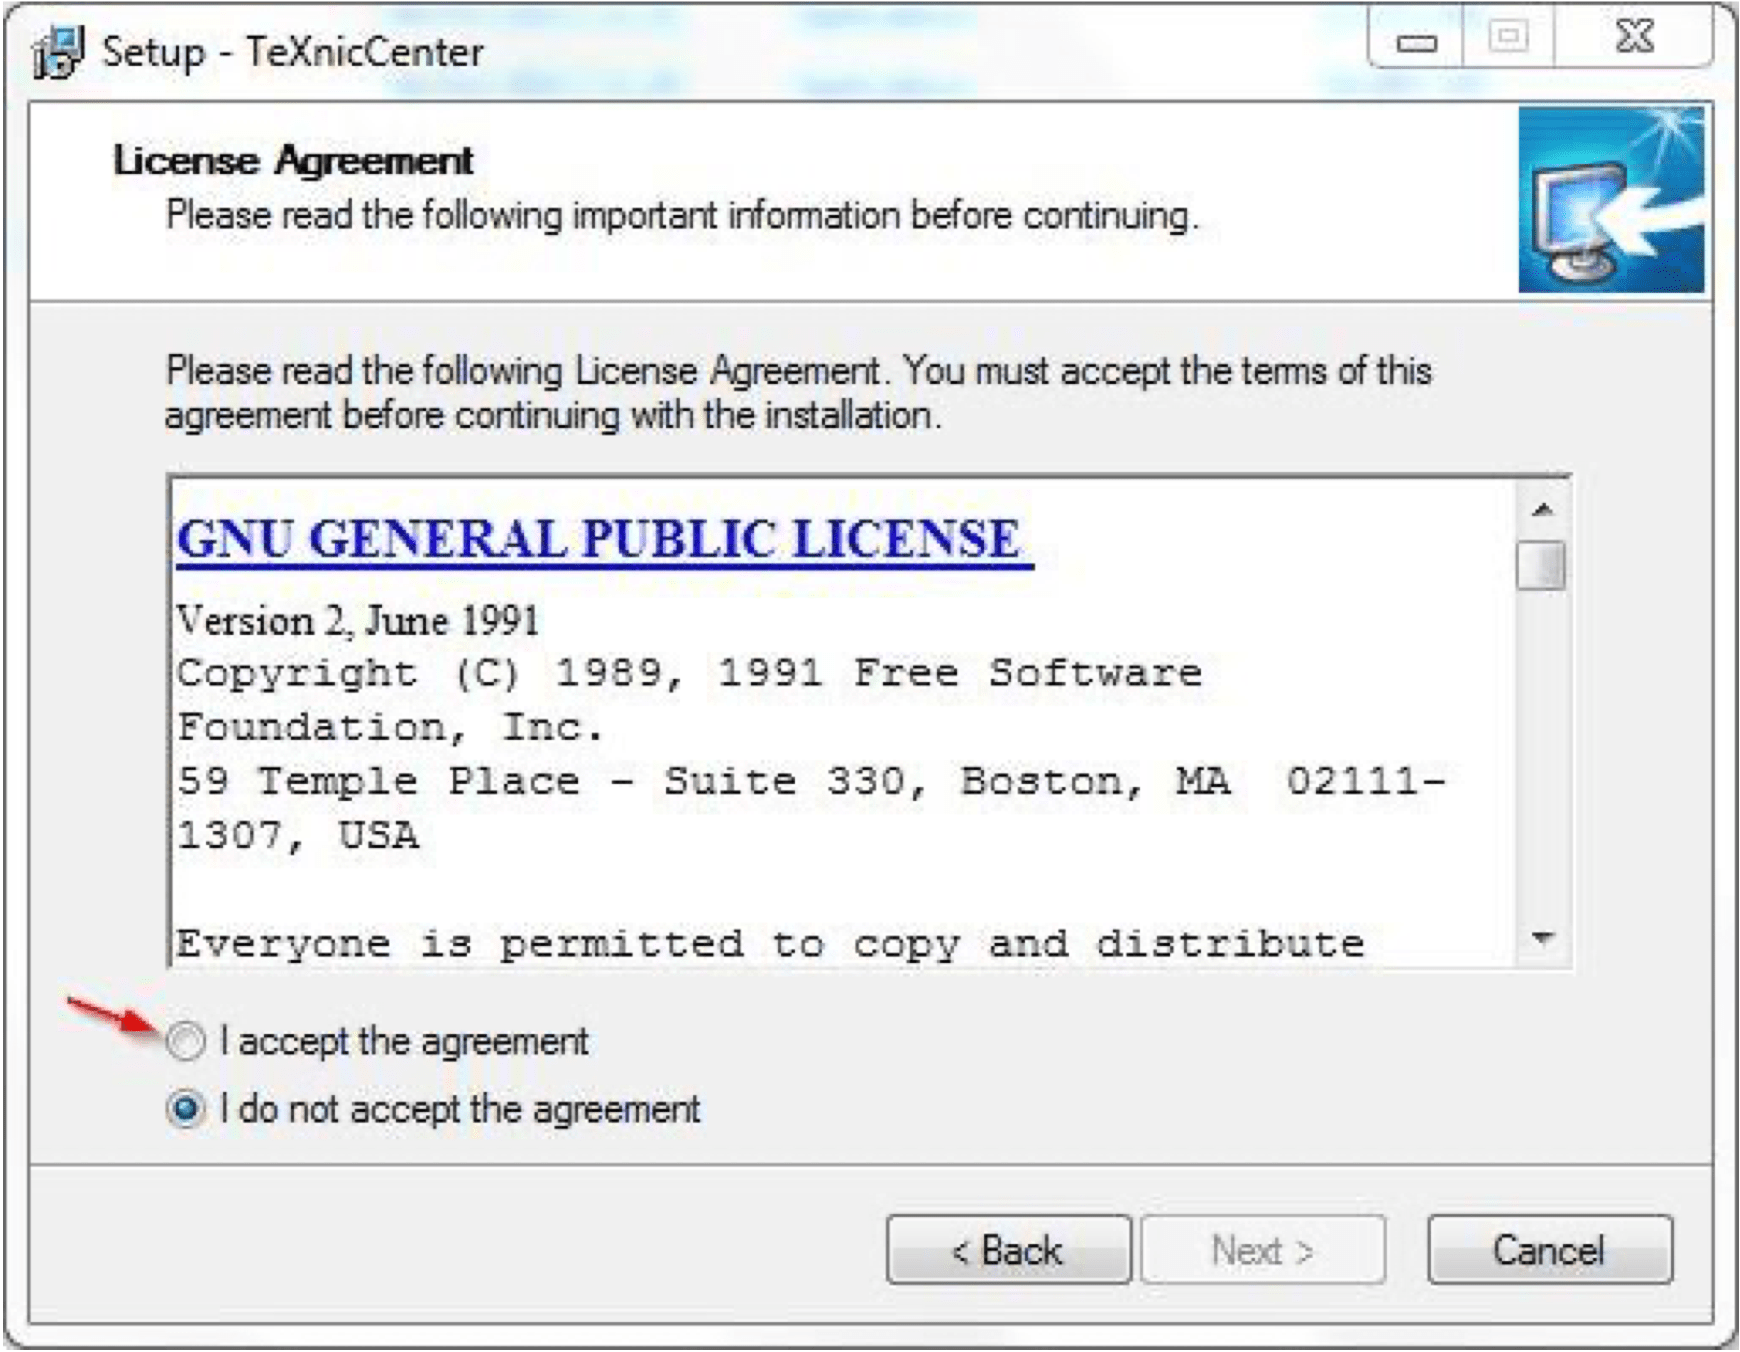 Setup - TeXnicCenter
License Agreement
Please read the following important information before continuing.
Please read the following License Agreement. You must accept the terms of this
agreement before continuing with the installation.
GNU GENERAL PUBLIC LICENSE
Version 2, June 1991
Copyright (C) 1989, 1991 Free Software
Foundation, Inc.
59 Temple Place - Suite 330, Boston, MA  02111-
1307, USA
Everyone is permitted to copy and distribute
I accept the agreement
I do not accept the agreement
< Back
Next >
Cancel